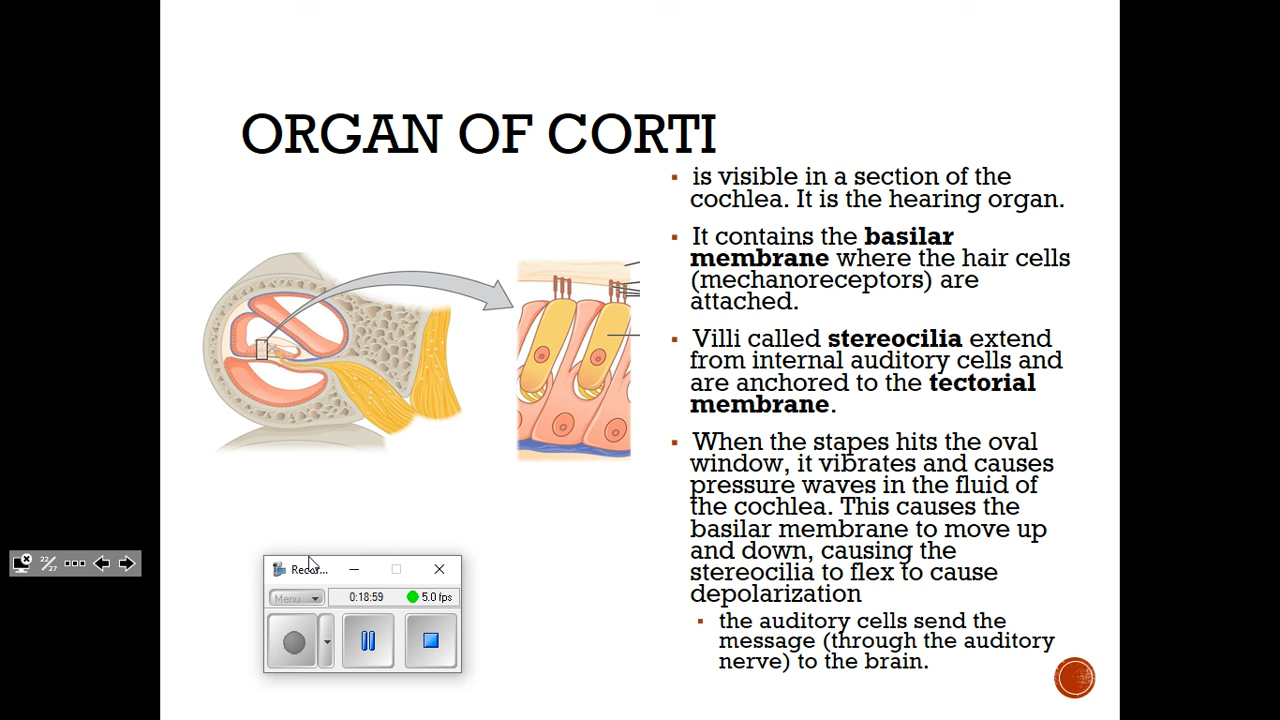 ORGAN OF CORTI
▪ is visible in a section of the
cochlea. It is the hearing organ.
▪ It contains the basilar
membrane where the hair cells
(mechanoreceptors) are
attached.
▪ Villi called stereocilia extend
from internal auditory cells and
are anchored to the tectorial
membrane.
▪ When the stapes hits the oval
window, it vibrates and causes
pressure waves in the fluid of
the cochlea. This causes the
basilar membrane to move up
and down, causing the
stereocilia to flex to cause
depolarization
▪ the auditory cells send the
message (through the auditory
nerve) to the brain.
22/27
Recor...
Menu
0:18:59
5.0 fps